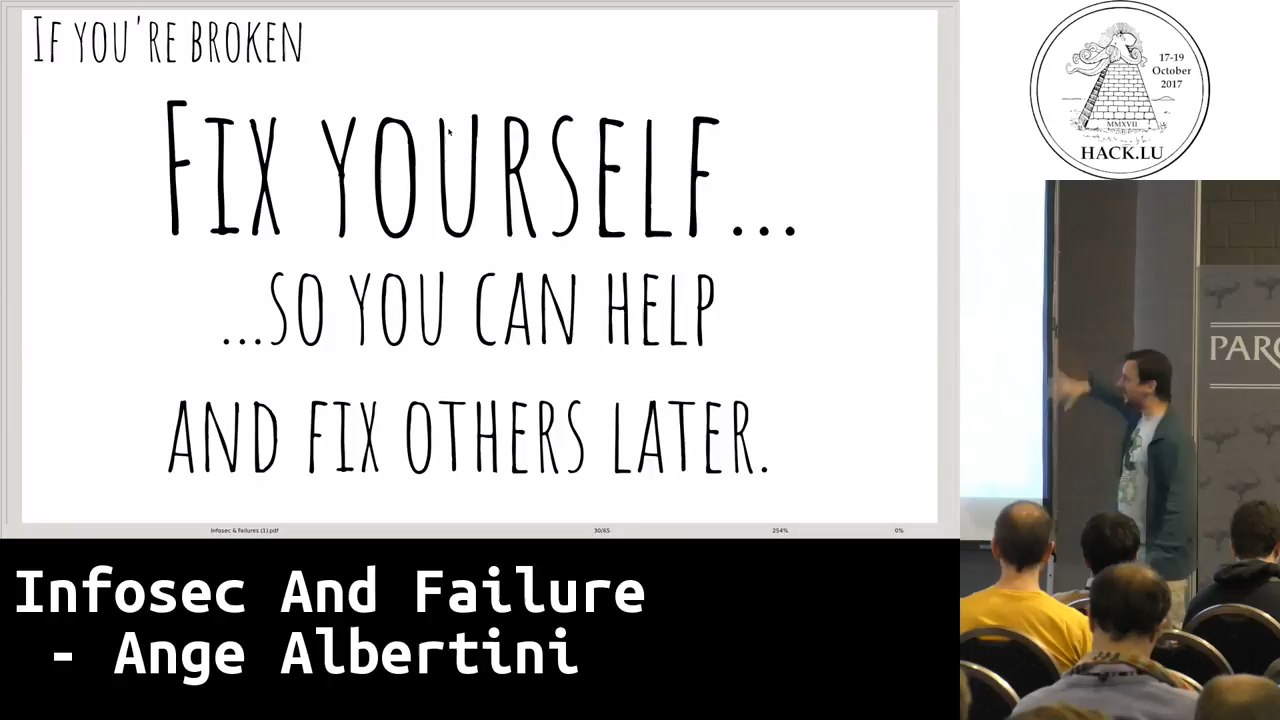 If you're broken
Fix yourself...
...so you can help
and fix others later.
Infosec & Failures (1).pdf
30/65
254%
0%
Infosec And Failure
- Ange Albertini
17-19
October
2017
MMXVII
HACK.LU
PARC